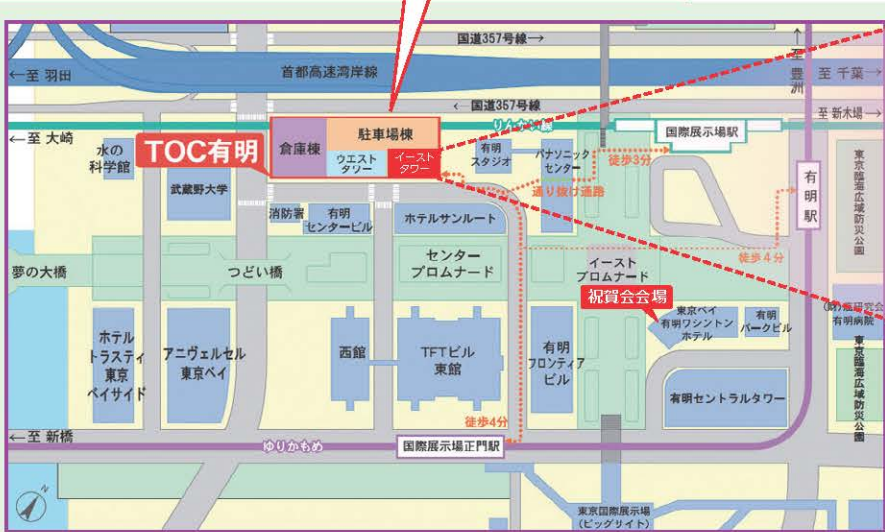 国道357号線→
←至 羽田
首都高速湾岸線
↑至 豊洲
至 千葉→
←国道357号線
至 新木場→
←至 大崎
りんかい線
水の
科学館
TOC有明
倉庫棟
駐車場棟
ウエスト
タワー
イースト
タワー
有明
スタジオ
パナソニック
センター
国際展示場駅
徒歩3分
通り抜け通路
武蔵野大学
有明駅
東京臨海広域防災公園
消防署
有明
センタービル
ホテルサンルート
徒歩4分
夢の大橋
つどい橋
センター
プロムナード
イースト
プロムナード
祝賀会会場
東京ベイ
有明ワシントン
ホテル
有明
パークビル
研究会
有明病院
ホテル
トラスティ
東京
ベイサイド
アニヴェルセル
東京ベイ
西館
TFTビル
東館
有明
フロンティア
ビル
有明セントラルタワー
東京臨海広域防災公園
徒歩4分
←至 新橋
ゆりかもめ
国際展示場正門駅
N
東京国際展示場
(ビッグサイト)